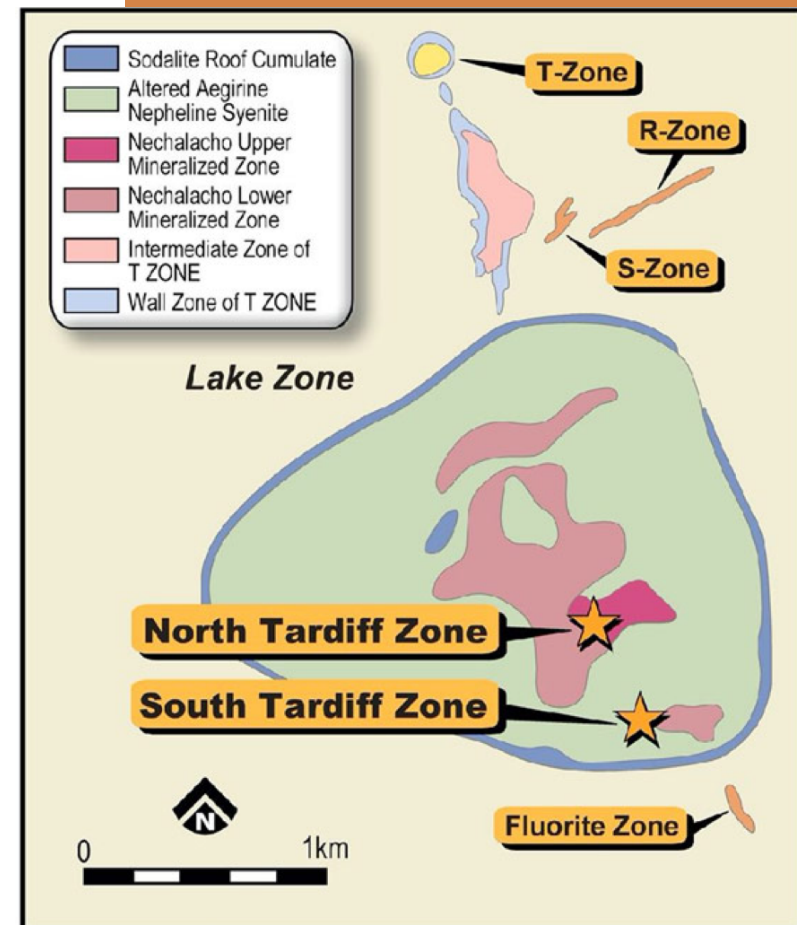 Sodalite Roof Cumulate
Altered Aegirine
Nepheline Syenite
Nechalacho Upper
Mineralized Zone
Nechalacho Lower
Mineralized Zone
Intermediate Zone of
T ZONE
Wall Zone of T ZONE
T-Zone
R-Zone
S-Zone
Lake Zone
North Tardiff Zone
South Tardiff Zone
Fluorite Zone
N
0 1km